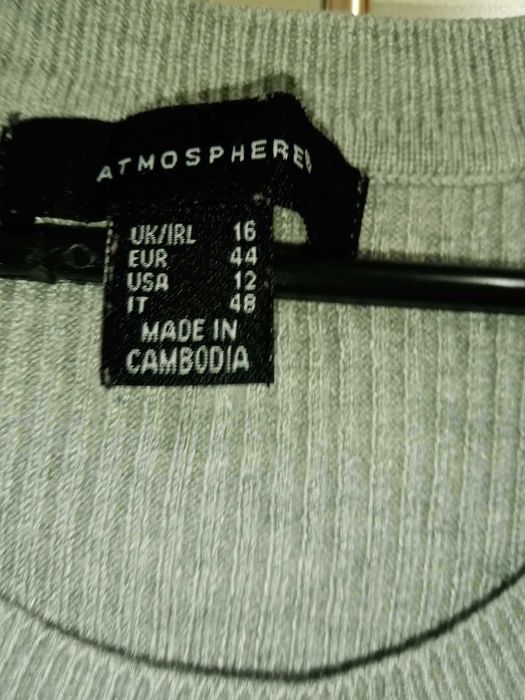 ATMOSPHERE
UK/IRL 16
EUR 44
USA 12
IT 48
MADE IN
CAMBODIA